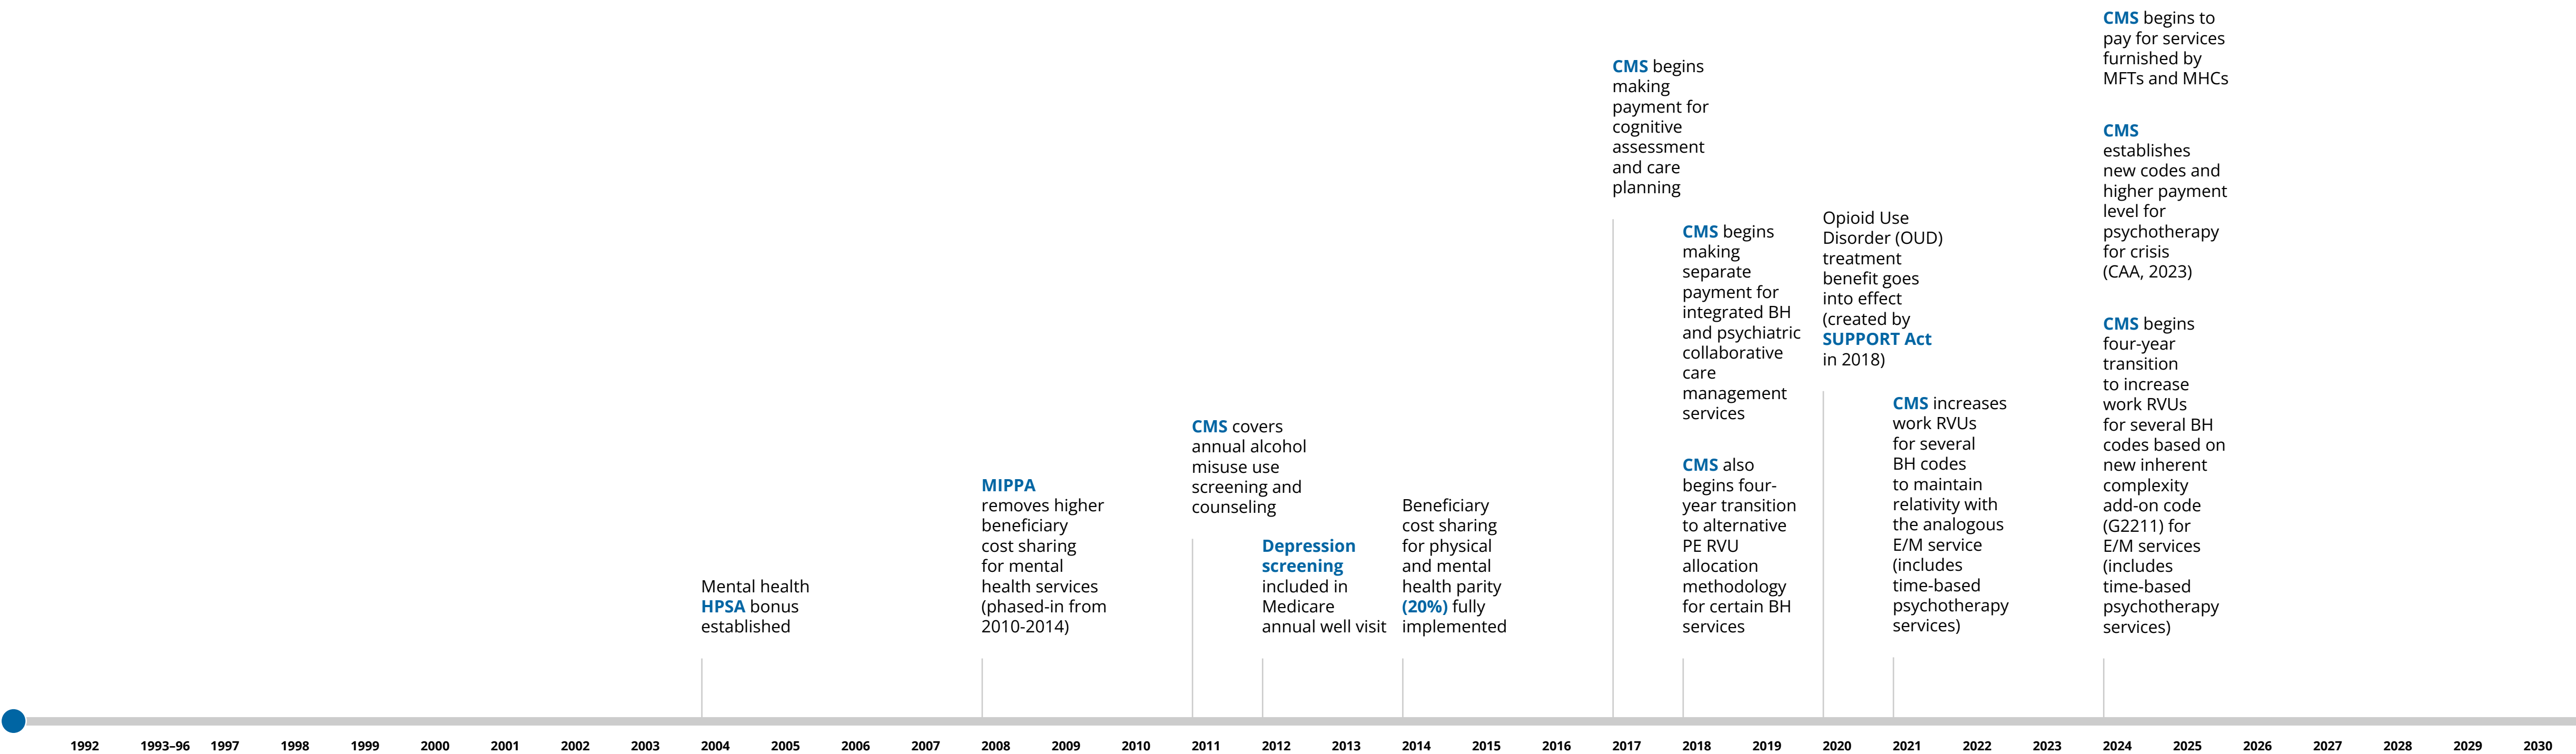 Mental health
HPSA bonus
established
MIPPA
removes higher
beneficiary
cost sharing
for mental
health services
(phased-in from
2010-2014)
CMS covers
annual alcohol
misuse use
screening and
counseling
Depression
screening
included in
Medicare
annual well visit
Beneficiary
cost sharing
for physical
and mental
health parity
(20%) fully
implemented
CMS begins
making
payment for
cognitive
assessment
and care
planning
CMS begins
making
separate
payment for
integrated BH
and psychiatric
collaborative
care
management
services
CMS also
begins four-
year transition
to alternative
PE RVU
allocation
methodology
for certain BH
services
Opioid Use
Disorder (OUD)
treatment
benefit goes
into effect
(created by
SUPPORT Act
in 2018)
CMS increases
work RVUs
for several
BH codes
to maintain
relativity with
the analogous
E/M service
(includes
time-based
psychotherapy
services)
CMS begins to
pay for services
furnished by
MFTs and MHCs
CMS
establishes
new codes and
higher payment
level for
psychotherapy
for crisis
(CAA, 2023)
CMS begins
four-year
transition
to increase
work RVUs
for several BH
codes based on
new inherent
complexity
add-on code
(G2211) for
E/M services
(includes
time-based
psychotherapy
services)
1992 1993–96 1997 1998 1999 2000 2001 2002 2003 2004 2005 2006 2007 2008 2009 2010 2011 2012 2013 2014 2015 2016 2017 2018 2019 2020 2021 2022 2023 2024 2025 2026 2027 2028 2029 2030